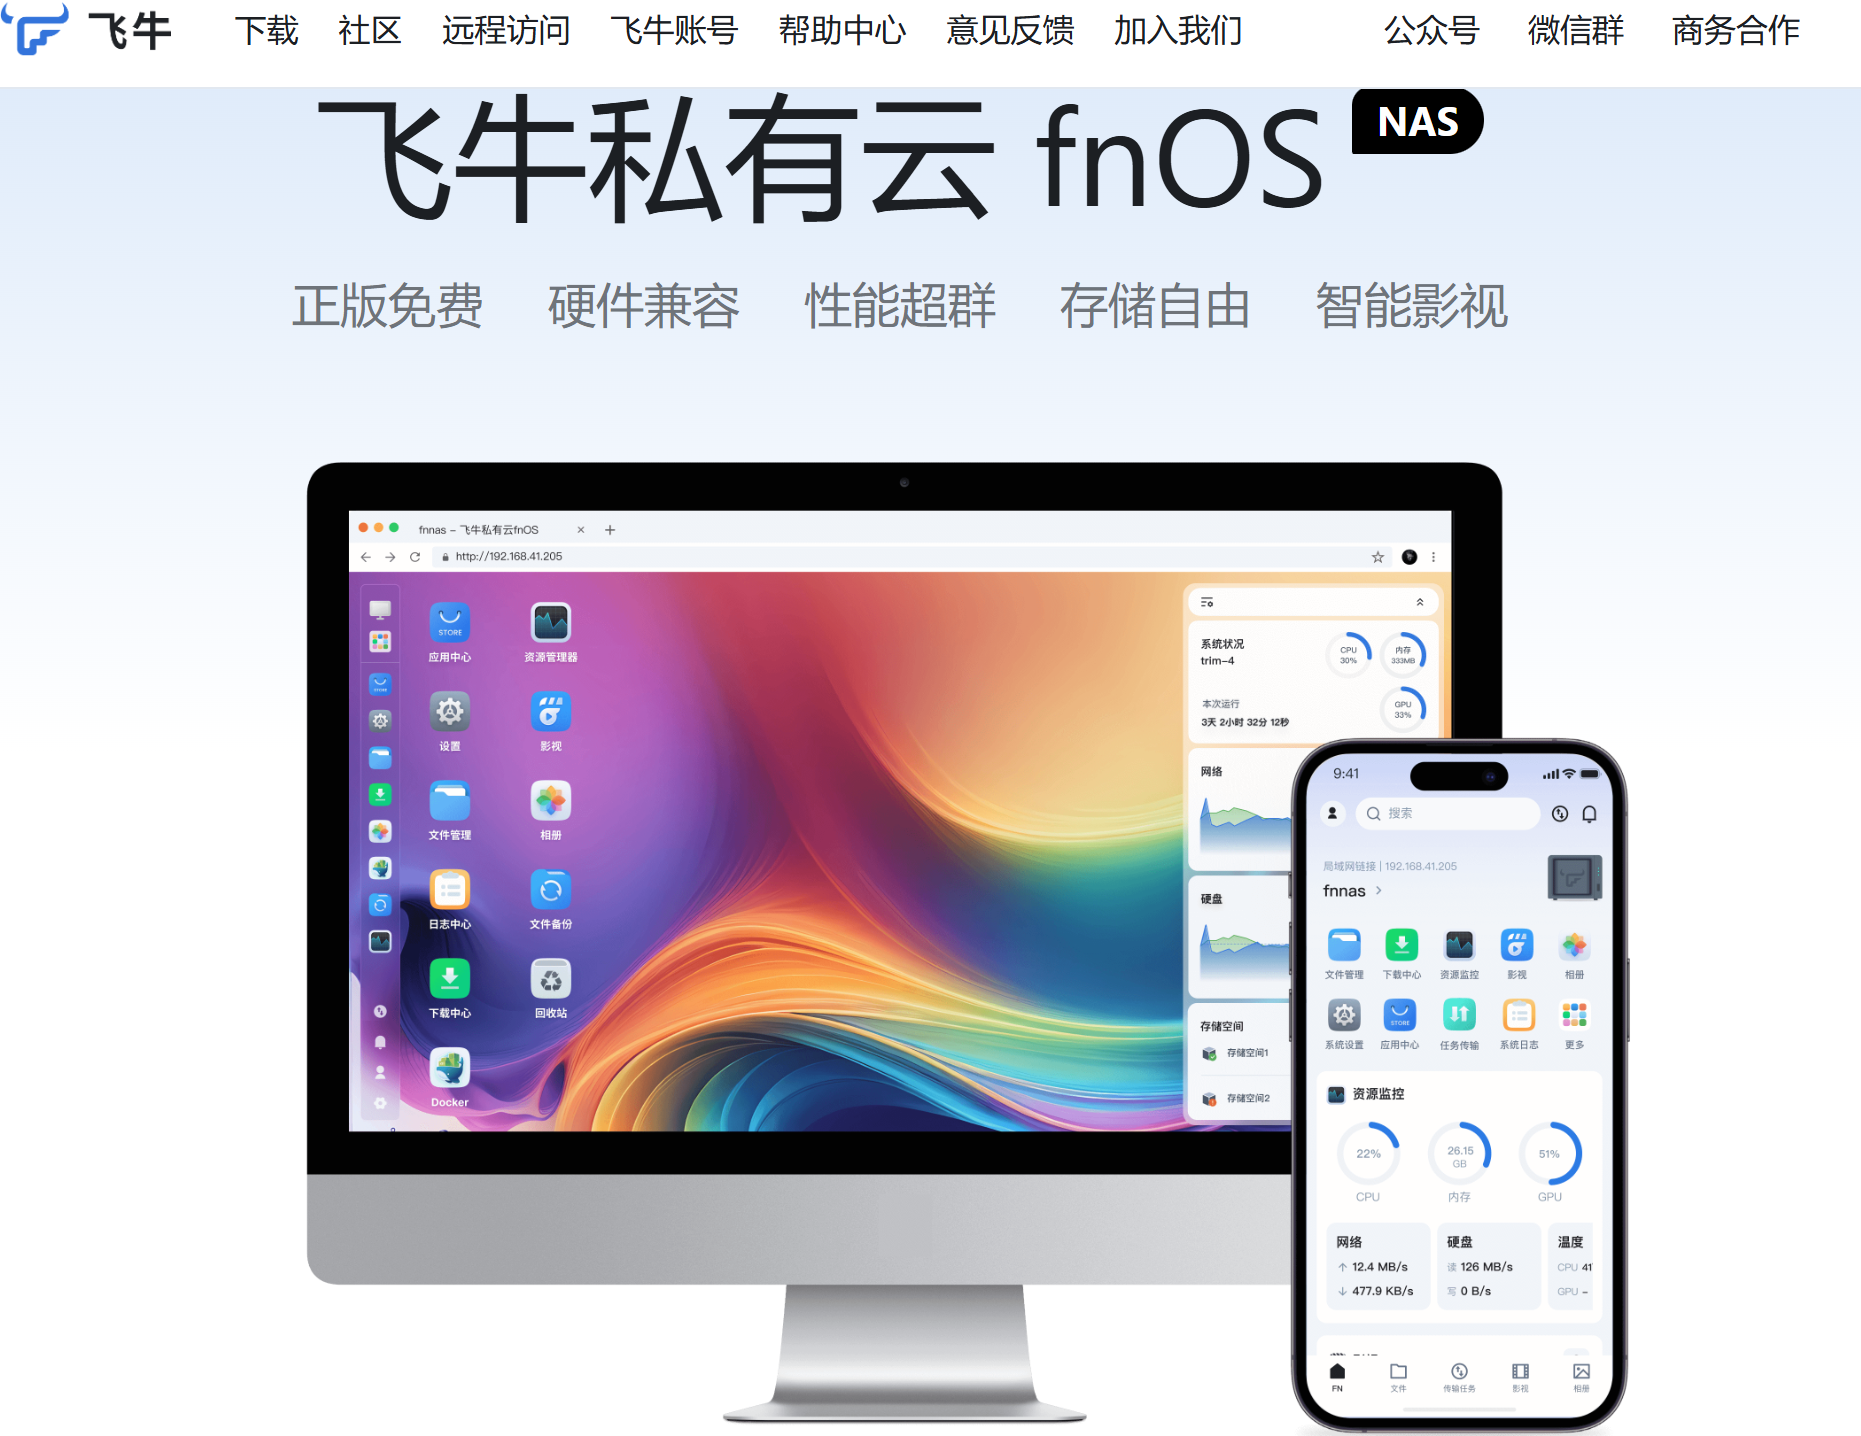 飞牛 下载 社区 远程访问 飞牛账号 帮助中心 意见反馈 加入我们 公众号 微信群 商务合作
飞牛私有云 fnOS NAS
正版免费 硬件兼容 性能超群 存储自由 智能影视
fnnas - 飞牛私有云fnOS
http://192.168.41.205
STORE
应用中心 资源管理器
设置 影视
文件管理 相册
日志中心 文件备份
下载中心 回收站
Docker
系统状况
trim-4
CPU
30%
内存
333MB
本次运行
3天 2小时 32分 12秒
GPU
33%
网络
硬盘
存储空间
存储空间1
存储空间2
9:41
搜索
局域网链接 | 192.168.41.205
fnnas
文件管理 下载中心 资源监控 影视 相册
STORE
系统设置 应用中心 任务传输 系统日志 更多
资源监控
22% 26.15 GB 51%
CPU 内存 GPU
网络 硬盘 温度
12.4 MB/s 读 126 MB/s CPU 41
477.9 KB/s 写 0 B/s GPU -
FN 文件 传输任务 影视 相册